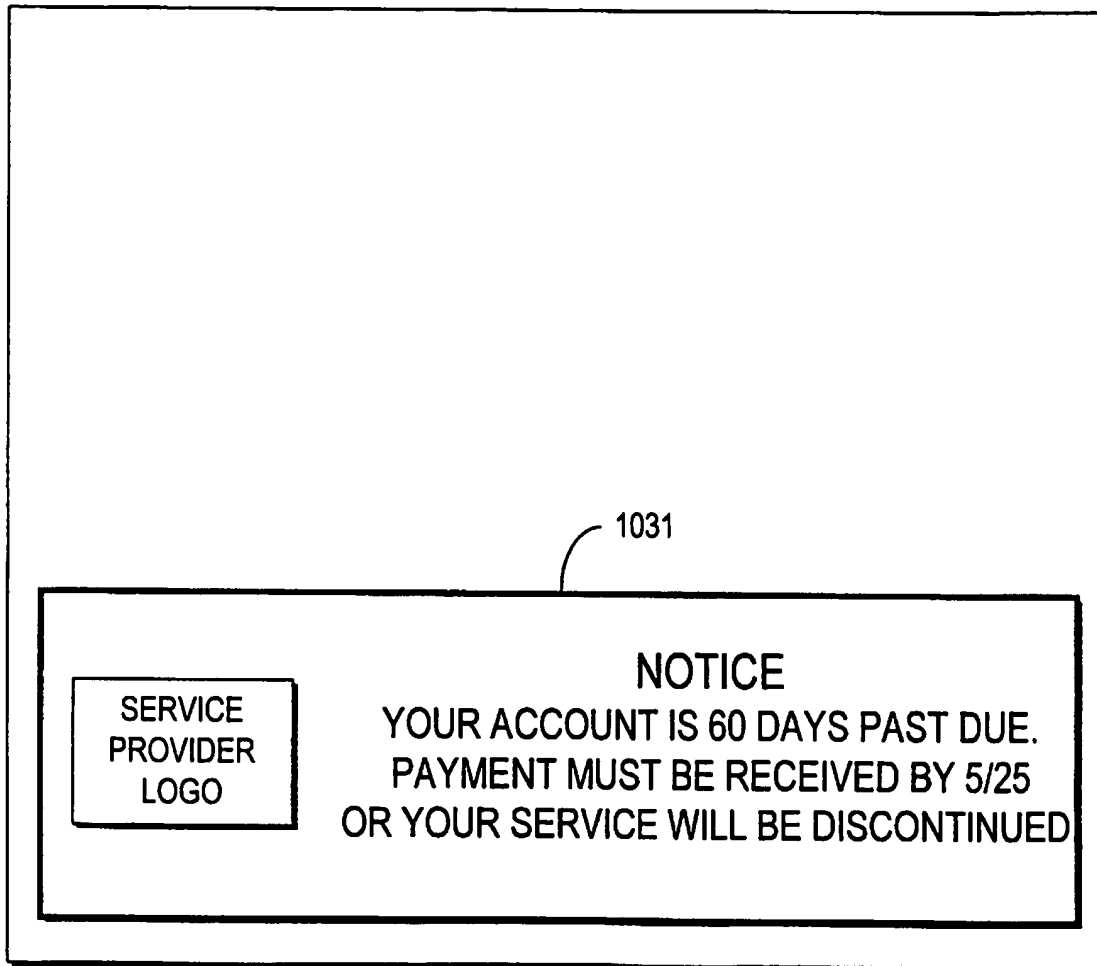 1031
SERVICE
PROVIDER
LOGO
NOTICE
YOUR ACCOUNT IS 60 DAYS PAST DUE.
PAYMENT MUST BE RECEIVED BY 5/25
OR YOUR SERVICE WILL BE DISCONTINUED